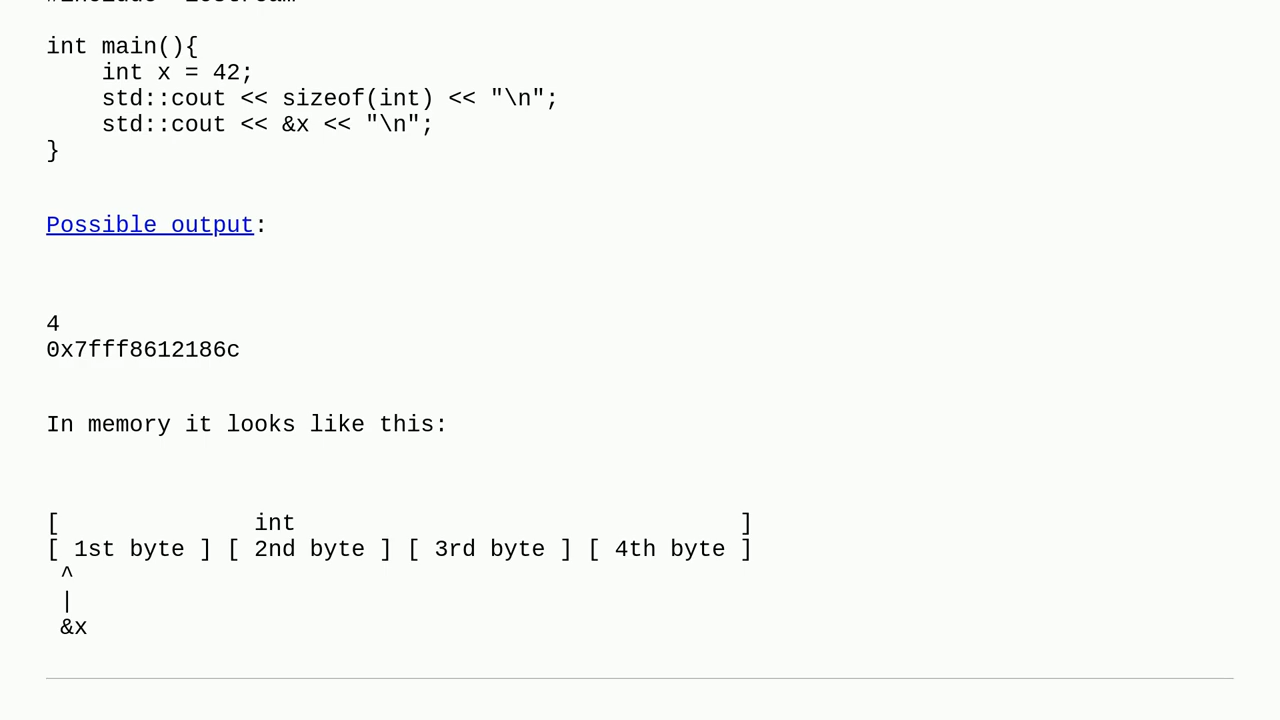 int main(){
    int x = 42;
    std::cout << sizeof(int) << "\n";
    std::cout << &x << "\n";
}
Possible output:
4
0x7fff8612186c
In memory it looks like this:
[              int                                ]
[ 1st byte ] [ 2nd byte ] [ 3rd byte ] [ 4th byte ]
 ^
 |
 &x